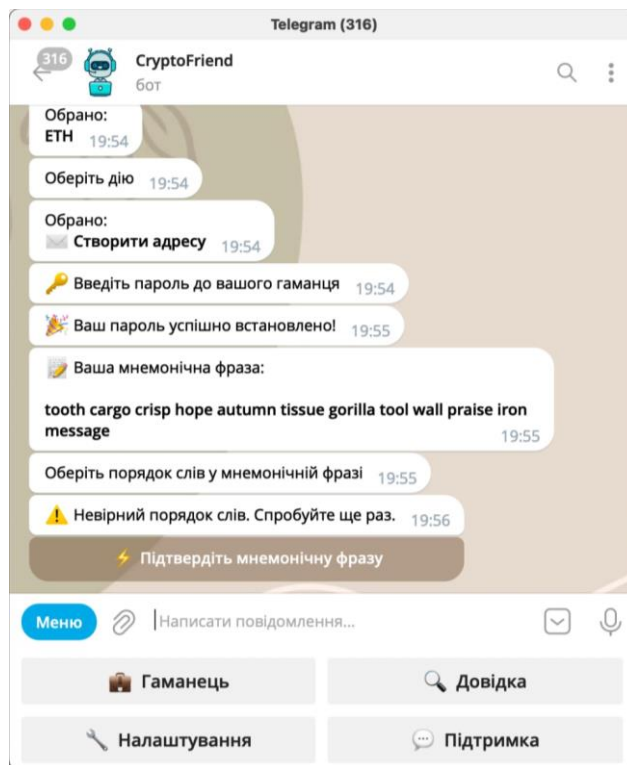 Telegram (316)
316
CryptoFriend
бот
Обрано:
ETH 19:54
Оберіть дію 19:54
Обрано:
✉️ Створити адресу 19:54
🔑 Введіть пароль до вашого гаманця 19:54
🎉 Ваш пароль успішно встановлено! 19:55
📝 Ваша мнемонічна фраза:
tooth cargo crisp hope autumn tissue gorilla tool wall praise iron
message 19:55
Оберіть порядок слів у мнемонічній фразі 19:55
⚠️ Невірний порядок слів. Спробуйте ще раз. 19:56
⚡ Підтвердіть мнемонічну фразу
Меню Написати повідомлення...
💼 Гаманець 🔍 Довідка
🔧 Налаштування 💬 Підтримка